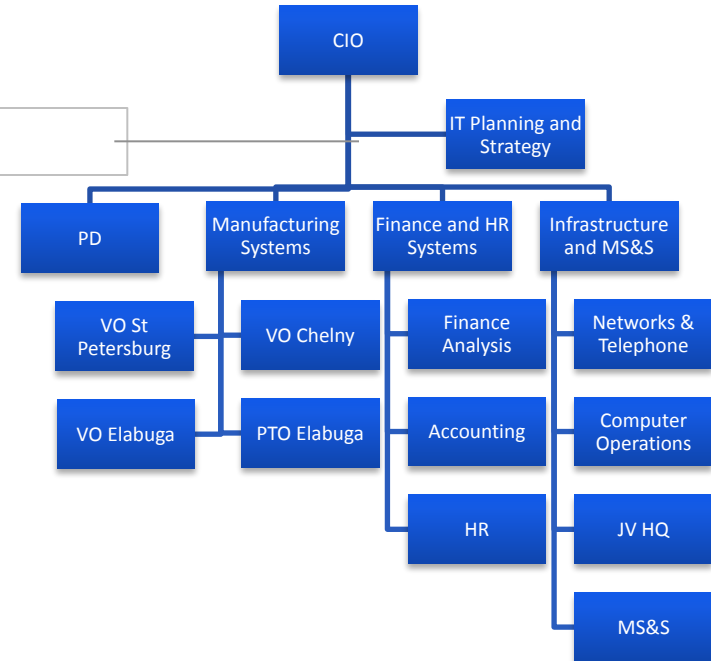 CIO
IT Planning and
Strategy
PD
Manufacturing
Systems
Finance and HR
Systems
Infrastructure
and MS&S
VO St
Petersburg
VO Chelny
Finance
Analysis
Networks &
Telephone
VO Elabuga
PTO Elabuga
Accounting
Computer
Operations
HR
JV HQ
MS&S